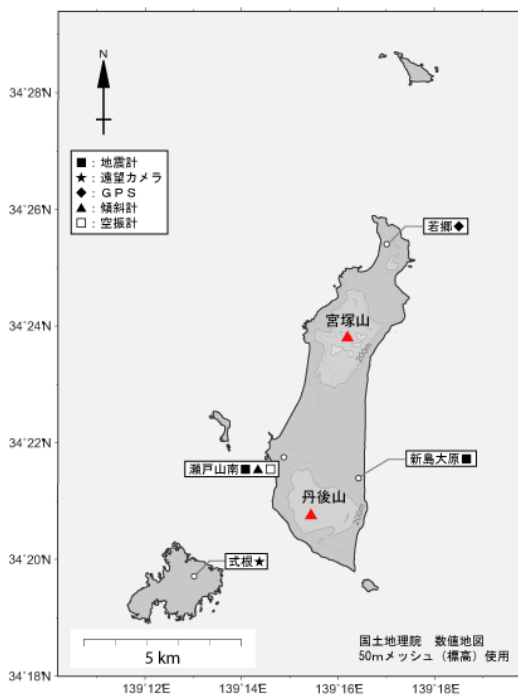 N
34˚28'N
■：地震計
★：遠望カメラ
◆：ＧＰＳ
▲：傾斜計
□：空振計
34˚26'N
若郷◆
34˚24'N
宮塚山
200m
34˚22'N
瀬戸山南■▲□
新島大原■
丹後山
200m
34˚20'N
式根★
5 km
国土地理院　数値地図
50mメッシュ（標高）使用
34˚18'N
139˚12'E
139˚14'E
139˚16'E
139˚18'E